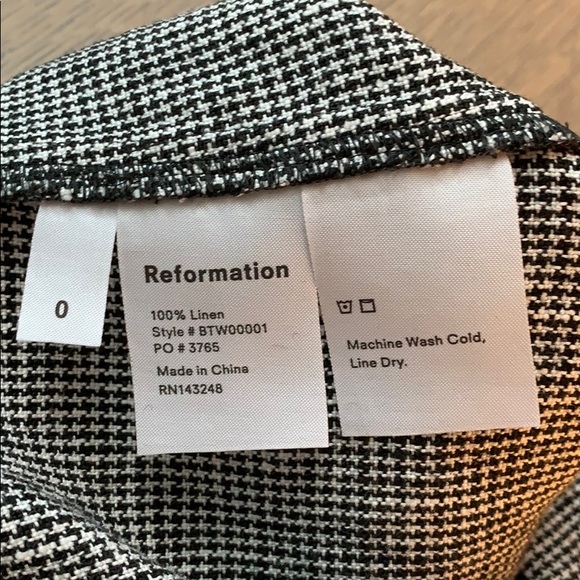 0
Reformation
100% Linen
Style # BTW00001
PO # 3765
Made in China
RN143248
Machine Wash Cold,
Line Dry.